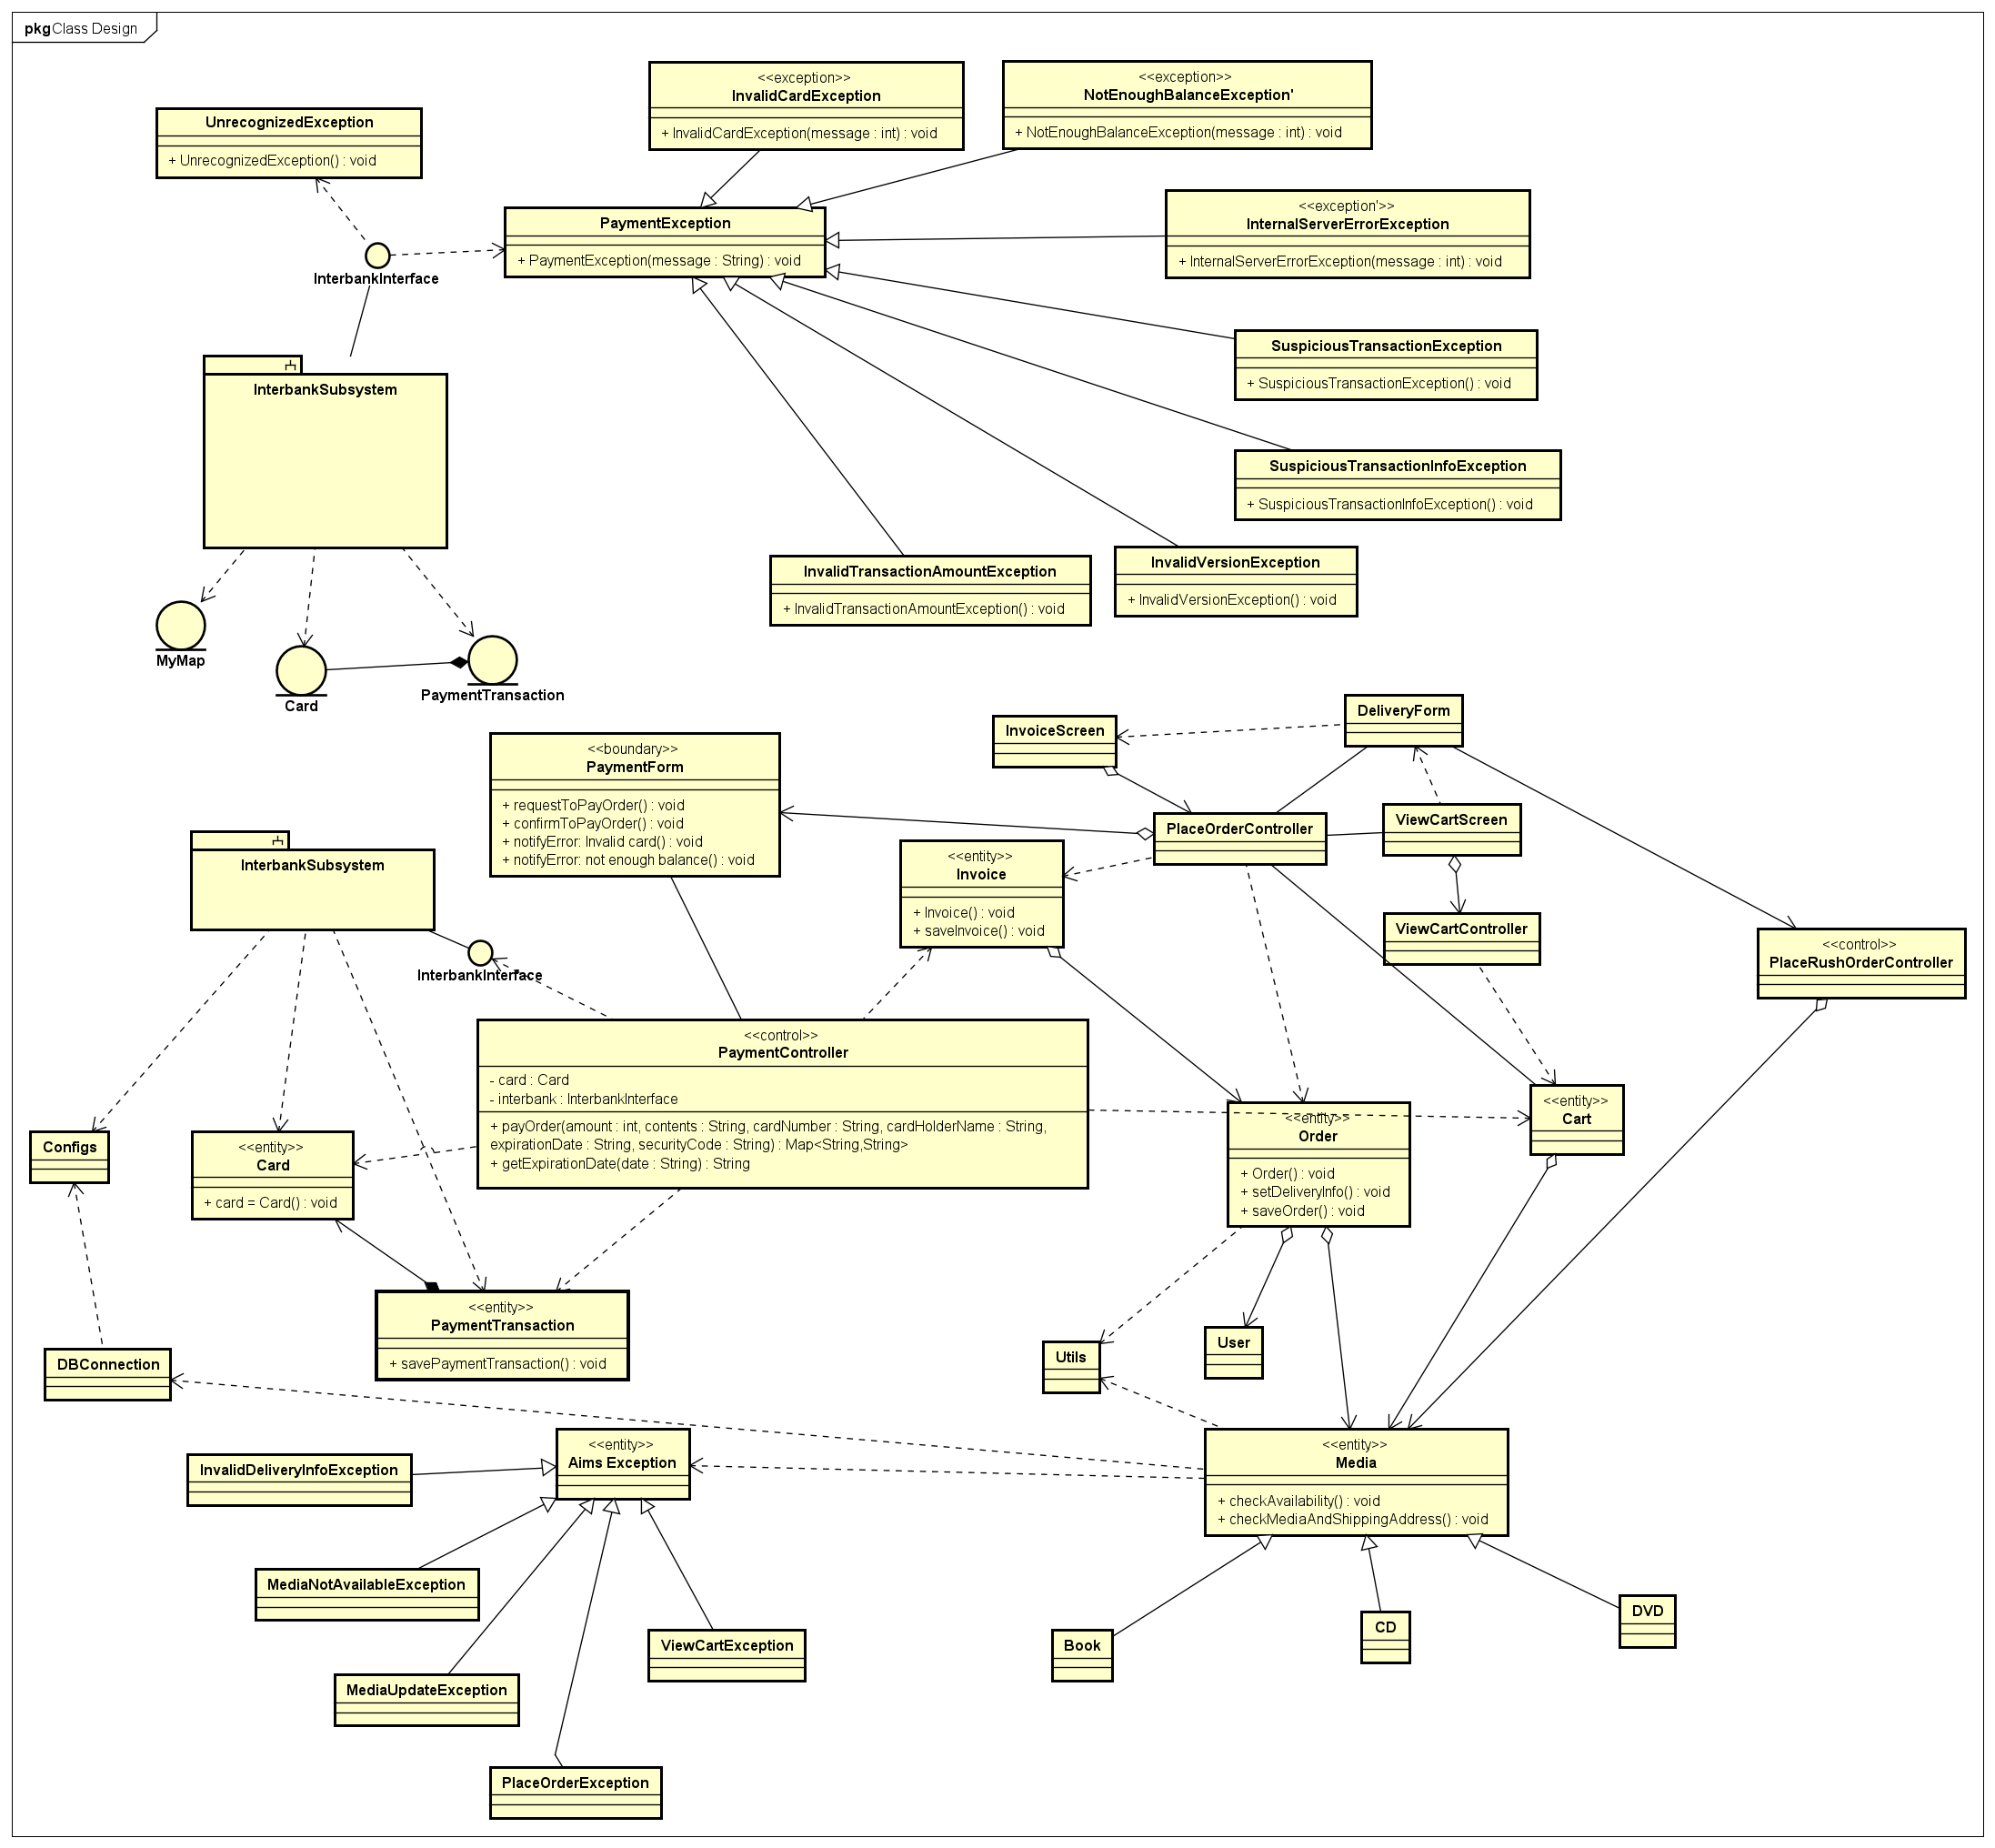 pkg Class Design
<<exception>>
InvalidCardException
+ InvalidCardException(message : int) : void
<<exception>>
NotEnoughBalanceException'
+ NotEnoughBalanceException(message : int) : void
UnrecognizedException
+ UnrecognizedException() : void
PaymentException
+ PaymentException(message : String) : void
<<exception'>>
InternalServerErrorException
+ InternalServerErrorException(message : int) : void
InterbankInterface
SuspiciousTransactionException
+ SuspiciousTransactionException() : void
InterbankSubsystem
SuspiciousTransactionInfoException
+ SuspiciousTransactionInfoException() : void
InvalidTransactionAmountException
+ InvalidTransactionAmountException() : void
InvalidVersionException
+ InvalidVersionException() : void
MyMap
Card
PaymentTransaction
DeliveryForm
InvoiceScreen
<<boundary>>
PaymentForm
+ requestToPayOrder() : void
+ confirmToPayOrder() : void
+ notifyError: Invalid card() : void
+ notifyError: not enough balance() : void
PlaceOrderController
ViewCartScreen
InterbankSubsystem
<<entity>>
Invoice
+ Invoice() : void
+ saveInvoice() : void
ViewCartController
<<control>>
PlaceRushOrderController
InterbankInterface
<<control>>
PaymentController
- card : Card
- interbank : InterbankInterface
+ payOrder(amount : int, contents : String, cardNumber : String, cardHolderName : String,
expirationDate : String, securityCode : String) : Map<String,String>
+ getExpirationDate(date : String) : String
<<entity>>
Cart
<<entity>>
Order
+ Order() : void
+ setDeliveryInfo() : void
+ saveOrder() : void
Configs
<<entity>>
Card
+ card = Card() : void
<<entity>>
PaymentTransaction
+ savePaymentTransaction() : void
DBConnection
Utils
User
<<entity>>
Aims Exception
InvalidDeliveryInfoException
<<entity>>
Media
+ checkAvailability() : void
+ checkMediaAndShippingAddress() : void
MediaNotAvailableException
ViewCartException
Book
CD
DVD
MediaUpdateException
PlaceOrderException